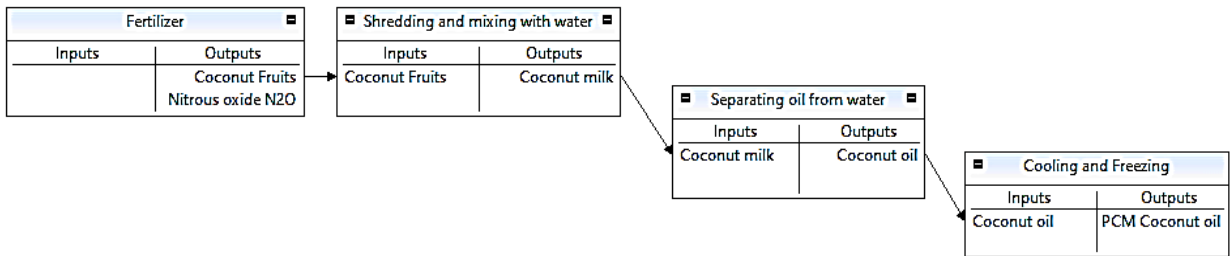 Fertilizer
Inputs Outputs
Coconut Fruits
Nitrous oxide N2O
Shredding and mixing with water
Inputs Outputs
Coconut Fruits Coconut milk
Separating oil from water
Inputs Outputs
Coconut milk Coconut oil
Cooling and Freezing
Inputs Outputs
Coconut oil PCM Coconut oil